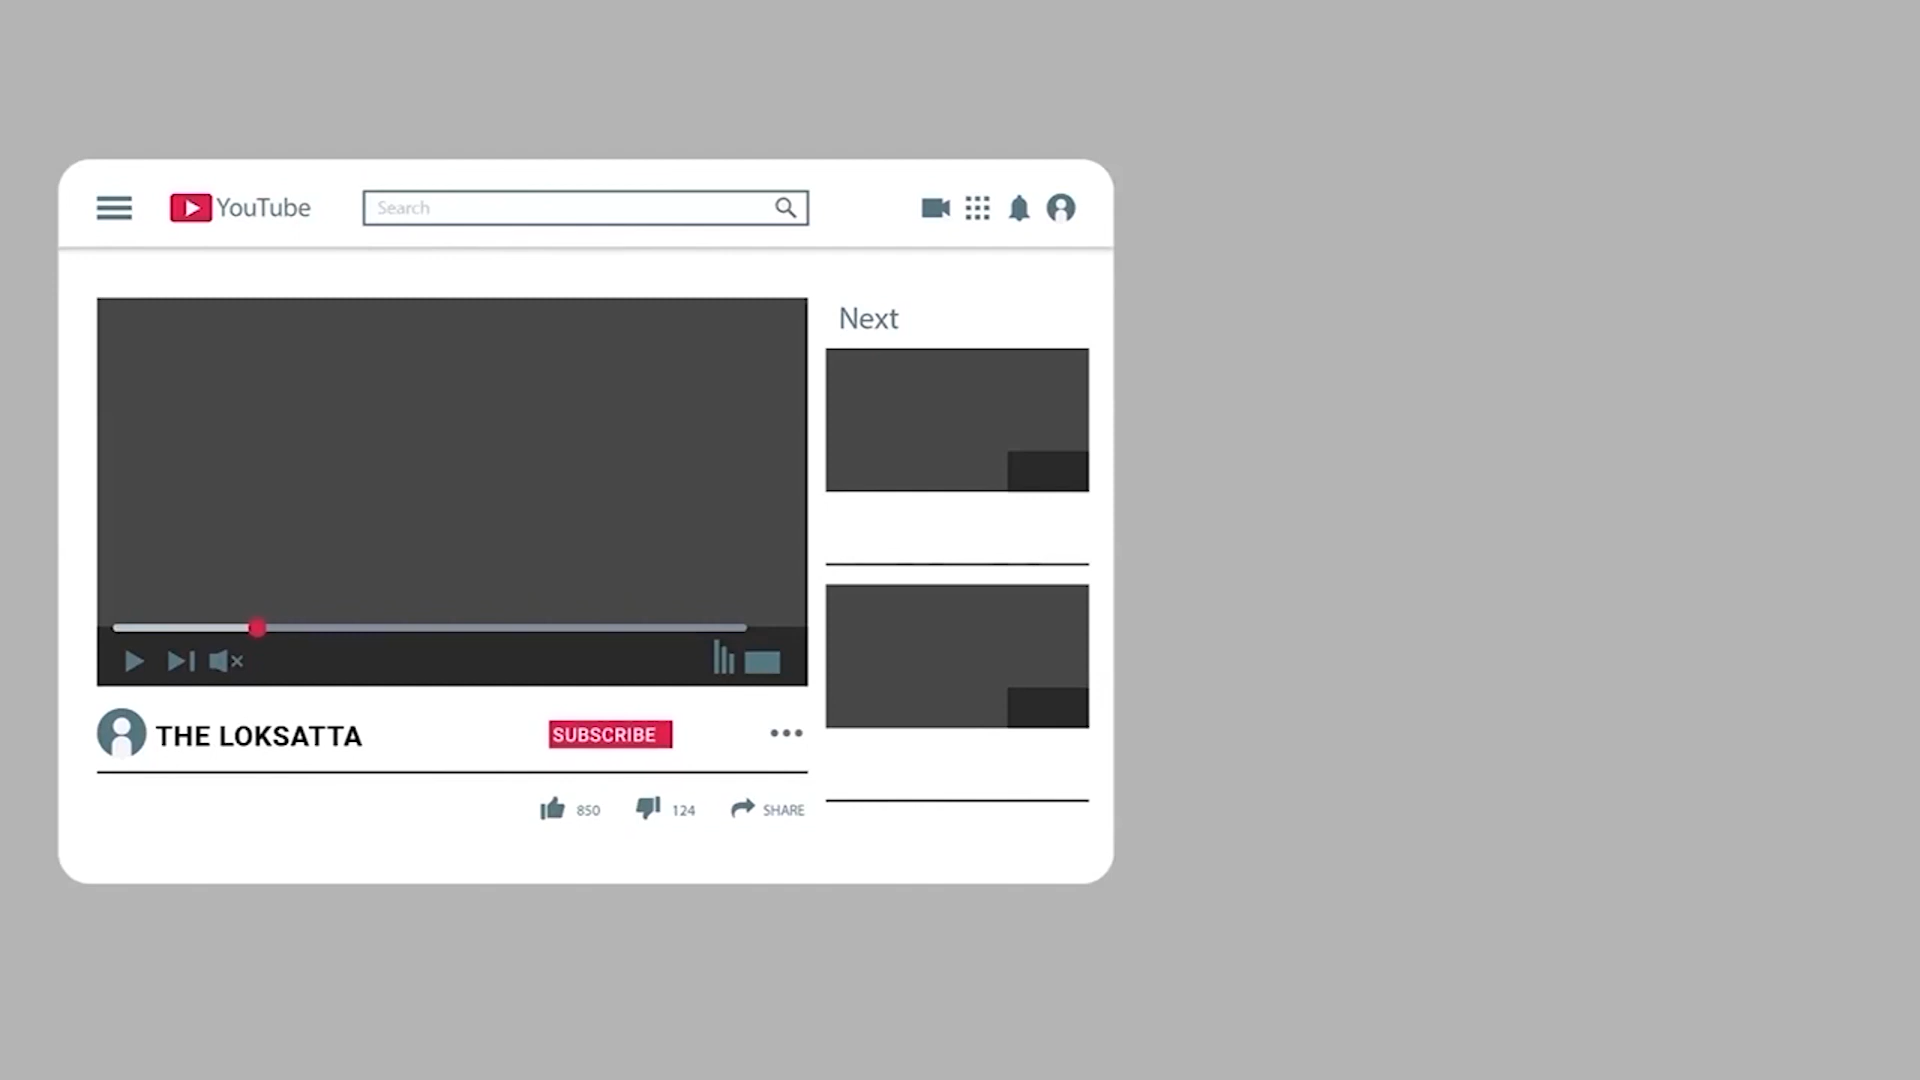 YouTube
Search
Next
THE LOKSATTA
SUBSCRIBE
850
124
SHARE